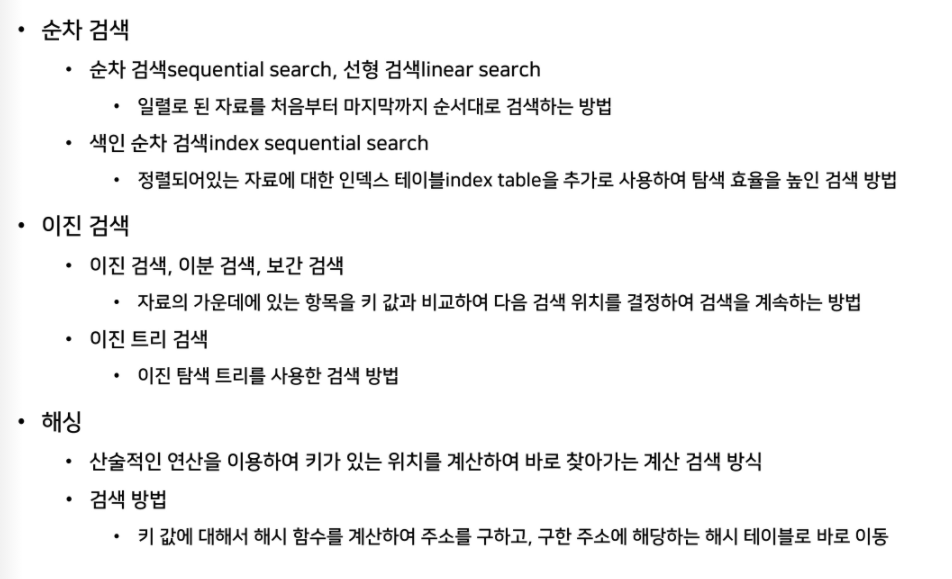 • 순차 검색
• 순차 검색sequential search, 선형 검색linear search
• 일렬로 된 자료를 처음부터 마지막까지 순서대로 검색하는 방법
• 색인 순차 검색index sequential search
• 정렬되어있는 자료에 대한 인덱스 테이블index table을 추가로 사용하여 탐색 효율을 높인 검색 방법
• 이진 검색
• 이진 검색, 이분 검색, 보간 검색
• 자료의 가운데에 있는 항목을 키 값과 비교하여 다음 검색 위치를 결정하여 검색을 계속하는 방법
• 이진 트리 검색
• 이진 탐색 트리를 사용한 검색 방법
• 해싱
• 산술적인 연산을 이용하여 키가 있는 위치를 계산하여 바로 찾아가는 계산 검색 방식
• 검색 방법
• 키 값에 대해서 해시 함수를 계산하여 주소를 구하고, 구한 주소에 해당하는 해시 테이블로 바로 이동